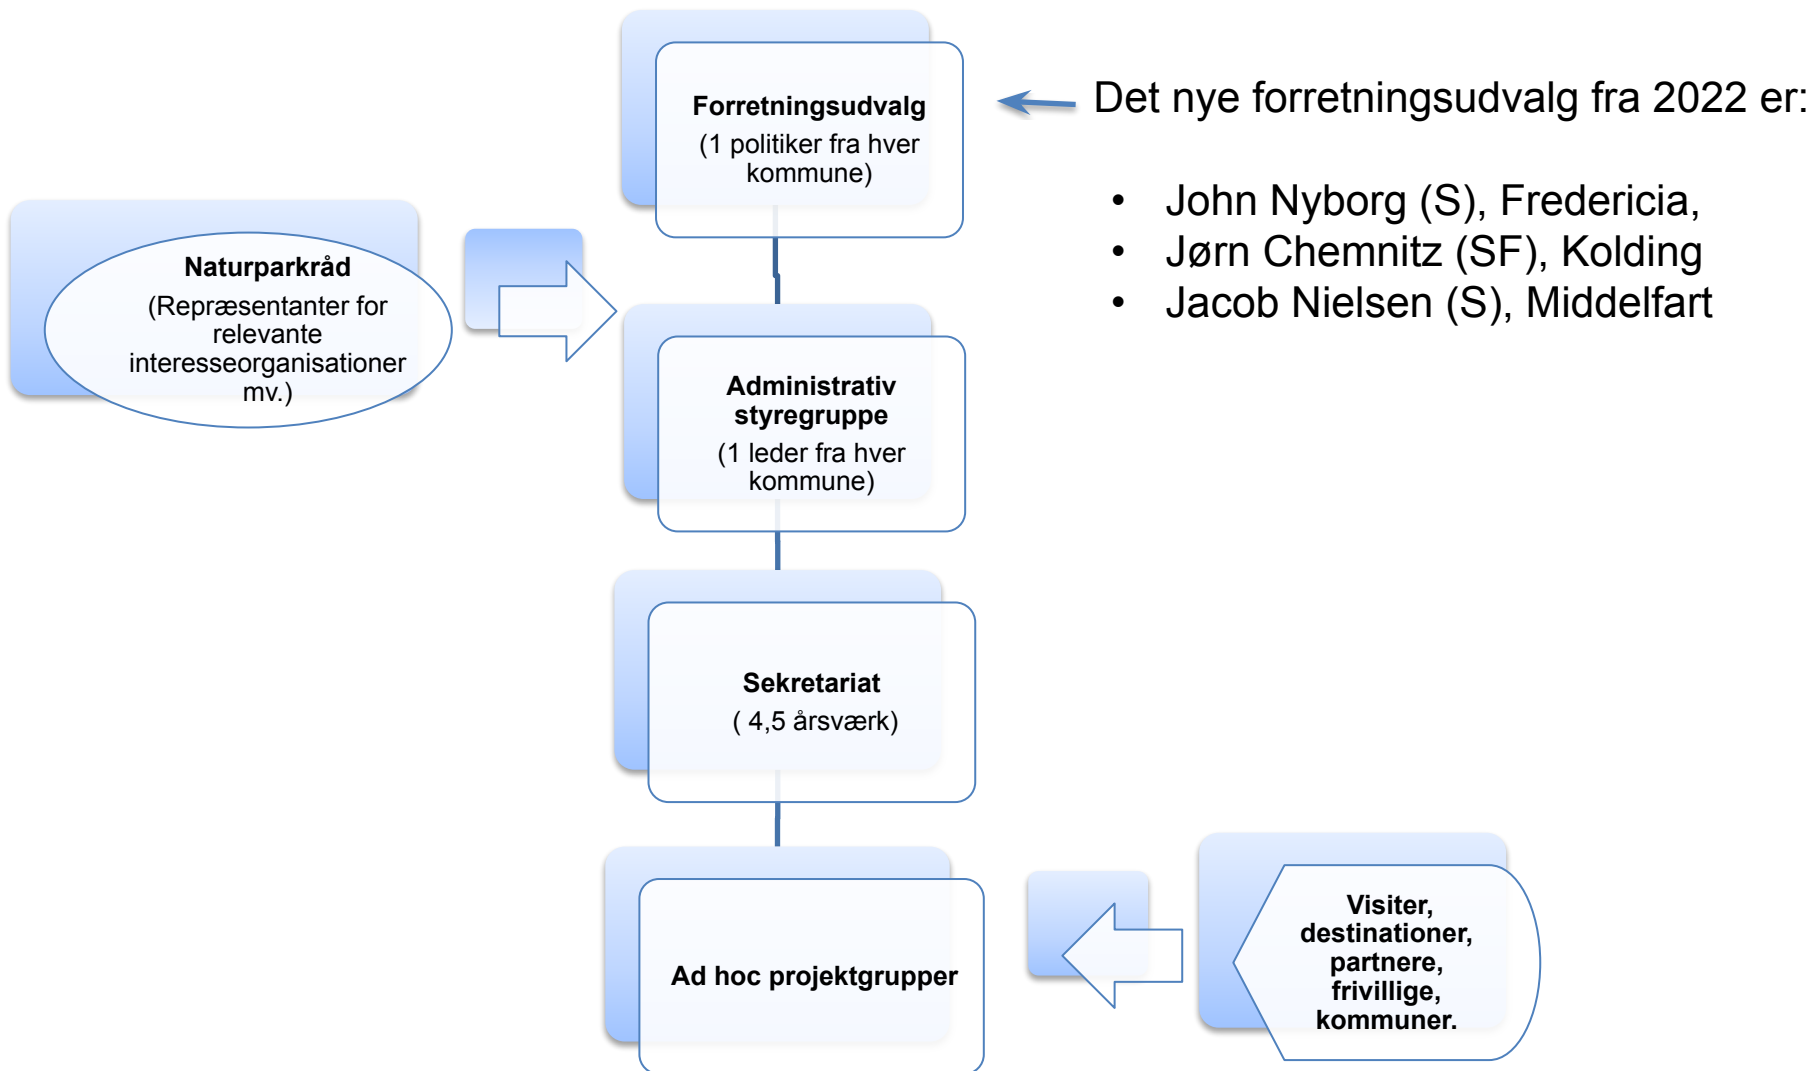 Forretningsudvalg
(1 politiker fra hver
kommune)
Det nye forretningsudvalg fra 2022 er:
• John Nyborg (S), Fredericia,
• Jørn Chemnitz (SF), Kolding
• Jacob Nielsen (S), Middelfart
Naturparkråd
(Repræsentanter for
relevante
interesseorganisationer
mv.)
Administrativ
styregruppe
(1 leder fra hver
kommune)
Sekretariat
( 4,5 årsværk)
Ad hoc projektgrupper
Visiter,
destinationer,
partnere,
frivillige,
kommuner.